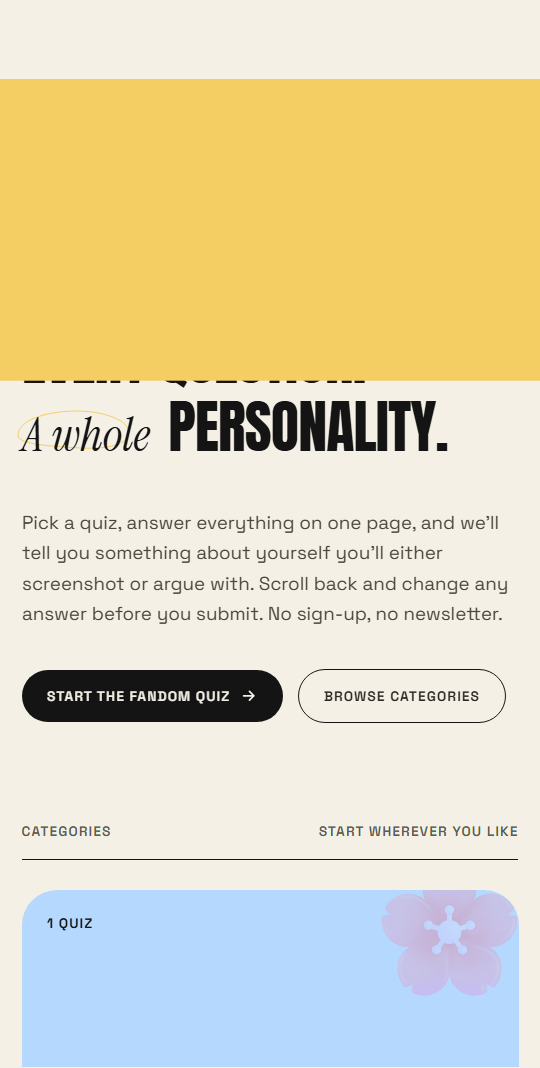 A whole PERSONALITY.
Pick a quiz, answer everything on one page, and we'll
tell you something about yourself you'll either
screenshot or argue with. Scroll back and change any
answer before you submit. No sign-up, no newsletter.
START THE FANDOM QUIZ →
BROWSE CATEGORIES
CATEGORIES
START WHEREVER YOU LIKE
1 QUIZ